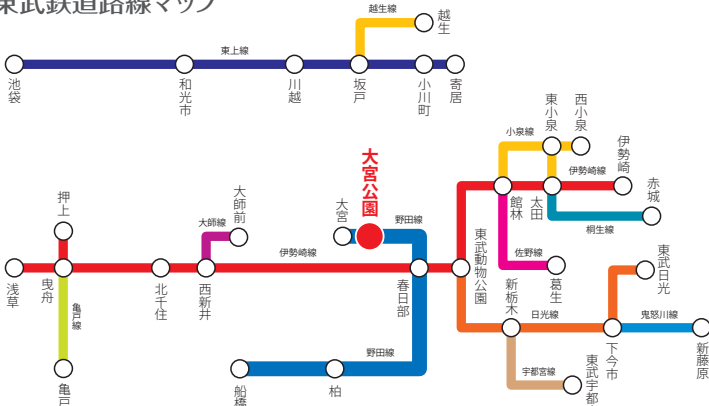 東武鉄道路線マップ
越生線
越生
東上線
池袋
和光市
川越
坂戸
小川町
寄居
東小泉
西小泉
小泉線
伊勢崎
伊勢崎線
赤城
館林
太田
桐生線
大宮公園
大宮
野田線
押上
大師前
大師線
伊勢崎線
浅草
曳舟
北千住
西新井
春日部
東武動物公園
佐野線
葛生
東武日光
新栃木
日光線
鬼怒川線
下今市
新藤原
亀戸線
亀戸
野田線
船橋
柏
宇都宮線
東武宇都